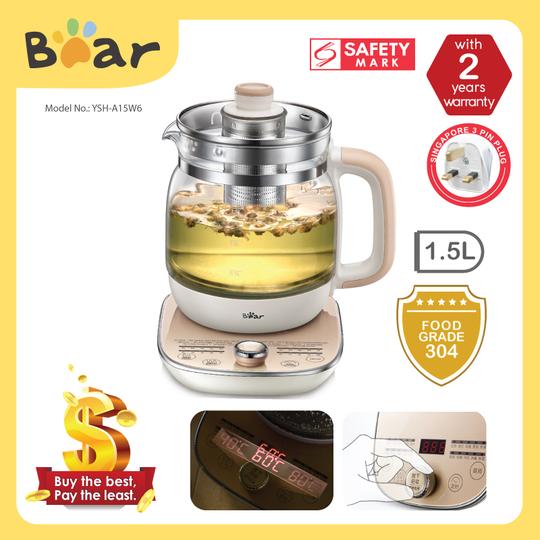 Bear
Model No.: YSH-A15W6
SAFETY
MARK
with
2
years
warranty
SINGAPORE 3 PIN PLUG
1.5L
FOOD
GRADE
304
Bear
Buy the best,
Pay the least.
60℃